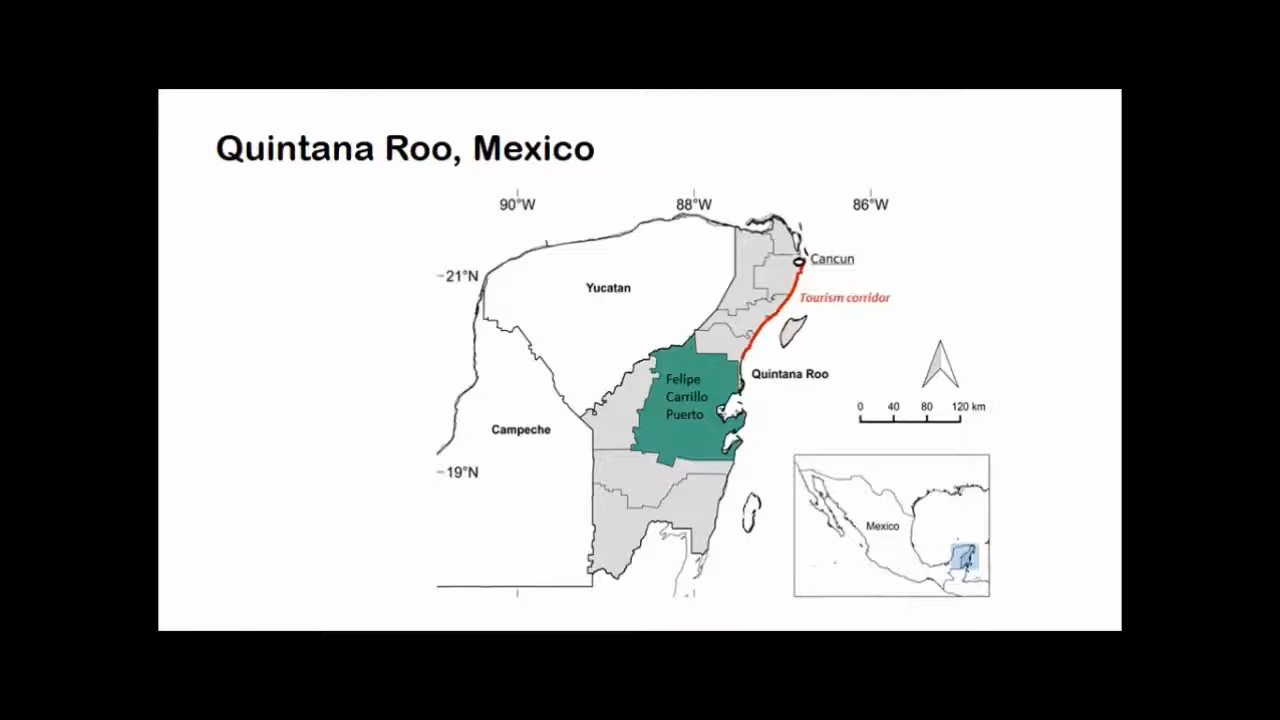 Quintana Roo, Mexico
90°W
88°W
86°W
21°N
Cancun
Yucatan
Tourism corridor
Quintana Roo
Felipe
Carrillo
Puerto
0 40 80 120 km
Campeche
19°N
Mexico